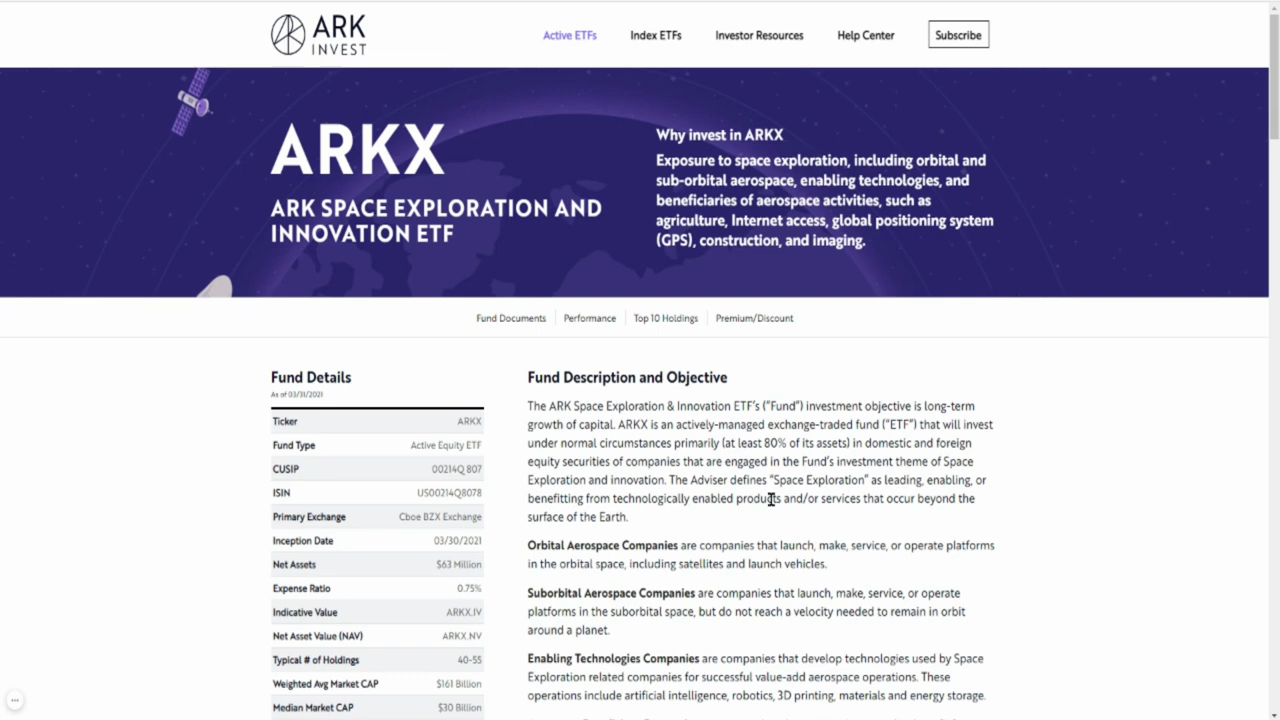 ARK
INVEST
Active ETFs
Index ETFs
Investor Resources
Help Center
Subscribe
ARKX
ARK SPACE EXPLORATION AND
INNOVATION ETF
Why invest in ARKX
Exposure to space exploration, including orbital and
sub-orbital aerospace, enabling technologies, and
beneficiaries of aerospace activities, such as
agriculture, Internet access, global positioning system
(GPS), construction, and imaging.
Fund Documents
Performance
Top 10 Holdings
Premium/Discount
Fund Details
As of 03/31/2021
Ticker ARKX
Fund Type Active Equity ETF
CUSIP 00214Q 807
ISIN US00214Q8078
Primary Exchange Cboe BZX Exchange
Inception Date 03/30/2021
Net Assets $63 Million
Expense Ratio 0.75%
Indicative Value ARKX.IV
Net Asset Value (NAV) ARKX.NV
Typical # of Holdings 40-55
Weighted Avg Market CAP $161 Billion
Median Market CAP $30 Billion
Fund Description and Objective
The ARK Space Exploration & Innovation ETF's (“Fund”) investment objective is long-term
growth of capital. ARKX is an actively-managed exchange-traded fund (“ETF”) that will invest
under normal circumstances primarily (at least 80% of its assets) in domestic and foreign
equity securities of companies that are engaged in the Fund's investment theme of Space
Exploration and innovation. The Adviser defines “Space Exploration” as leading, enabling, or
benefitting from technologically enabled products and/or services that occur beyond the
surface of the Earth.
Orbital Aerospace Companies are companies that launch, make, service, or operate platforms
in the orbital space, including satellites and launch vehicles.
Suborbital Aerospace Companies are companies that launch, make, service, or operate
platforms in the suborbital space, but do not reach a velocity needed to remain in orbit
around a planet.
Enabling Technologies Companies are companies that develop technologies used by Space
Exploration related companies for successful value-add aerospace operations. These
operations include artificial intelligence, robotics, 3D printing, materials and energy storage.